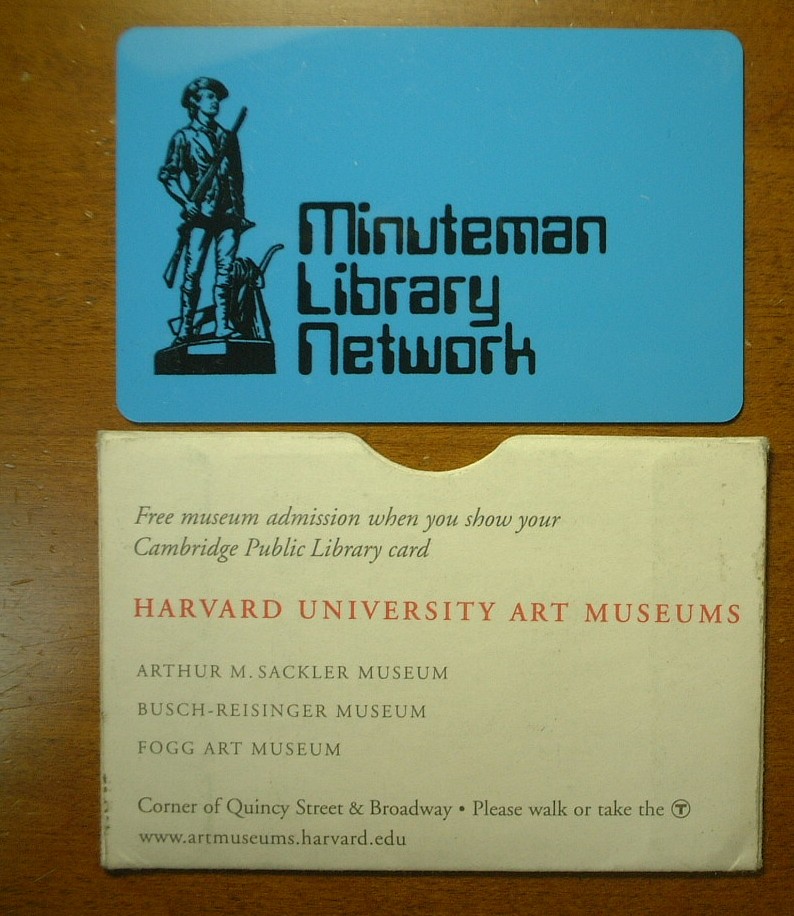 Minuteman
Library
Network
Free museum admission when you show your
Cambridge Public Library card
HARVARD UNIVERSITY ART MUSEUMS
ARTHUR M. SACKLER MUSEUM
BUSCH-REISINGER MUSEUM
FOGG ART MUSEUM
Corner of Quincy Street & Broadway • Please walk or take the Ⓣ
www.artmuseums.harvard.edu